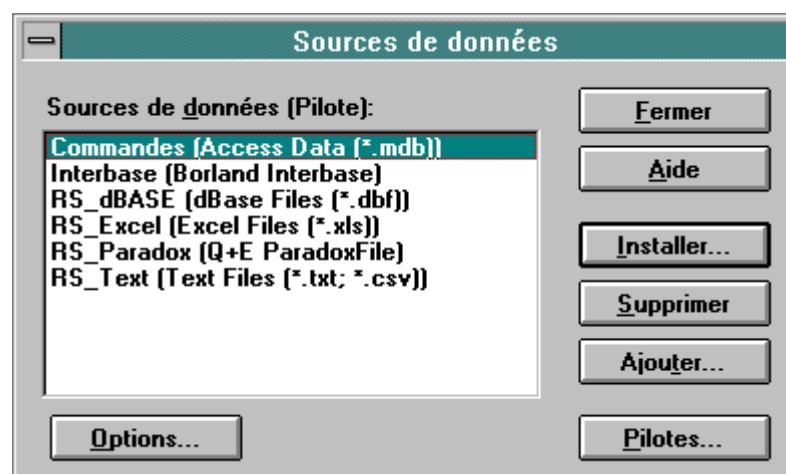 Sources de données
Sources de données (Pilote):
Commandes (Access Data (*.mdb))
Interbase (Borland Interbase)
RS_dBASE (dBase Files (*.dbf))
RS_Excel (Excel Files (*.xls))
RS_Paradox (Q+E ParadoxFile)
RS_Text (Text Files (*.txt; *.csv))
Fermer
Aide
Installer...
Supprimer
Ajouter...
Options...
Pilotes...